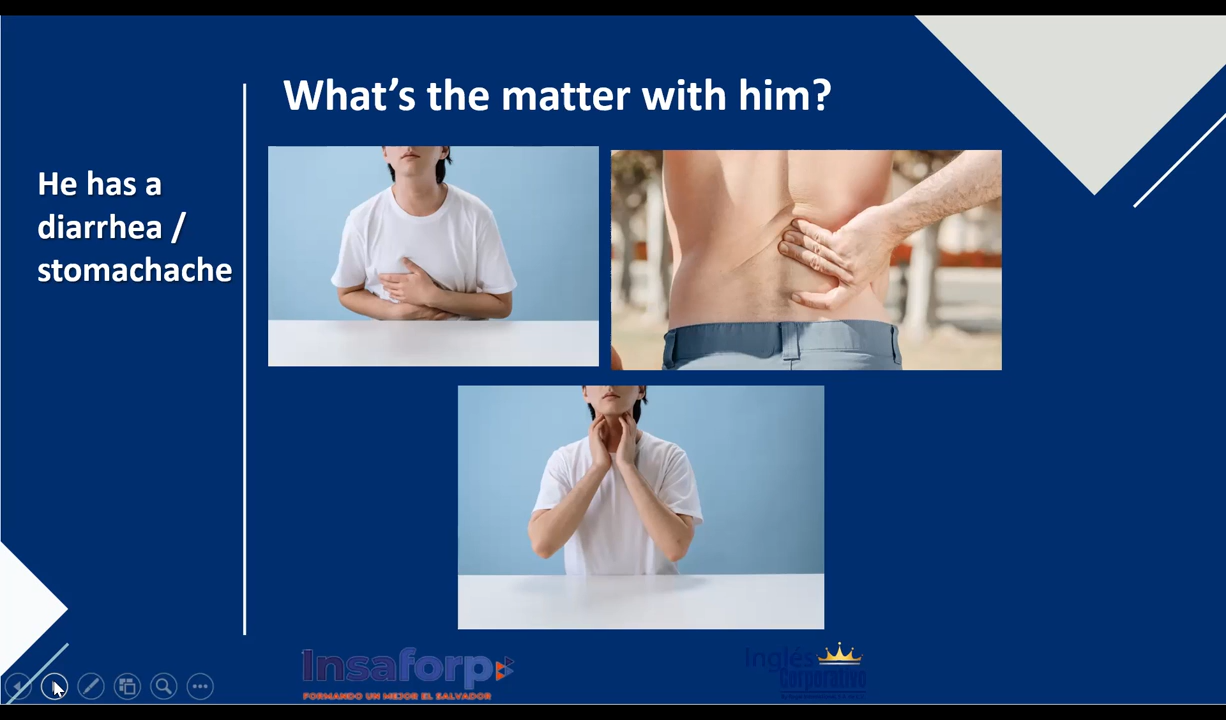 What's the matter with him?
He has a
diarrhea /
stomachache
Insaforp
FORMANDO UN MEJOR EL SALVADOR
Inglés
Corporativo